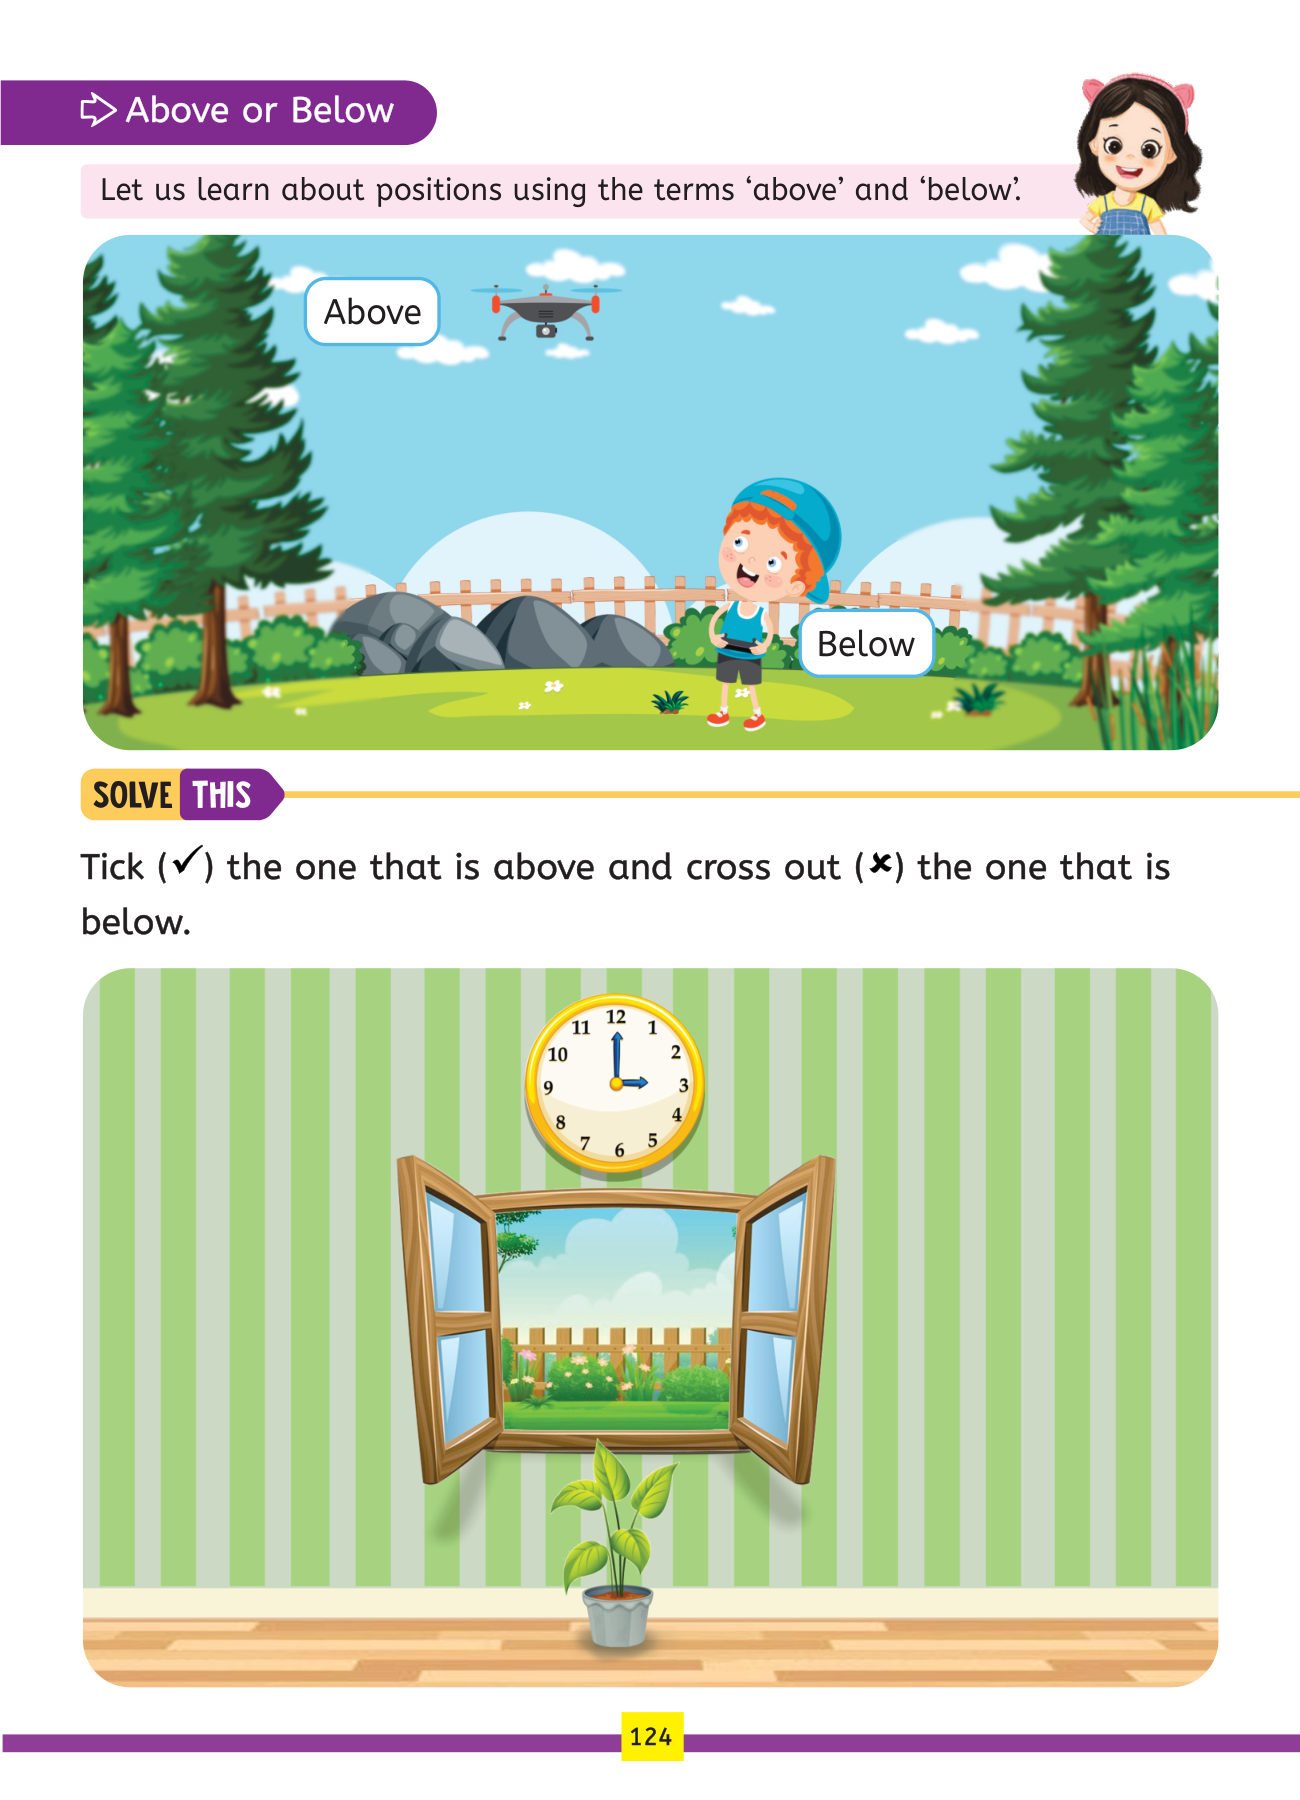 Above or Below
Let us learn about positions using the terms ‘above’ and ‘below’.
Above
Below
SOLVE THIS
Tick (✓) the one that is above and cross out (✘) the one that is
below.
12
11 1
10 2
9 3
8 4
7 5
6
124